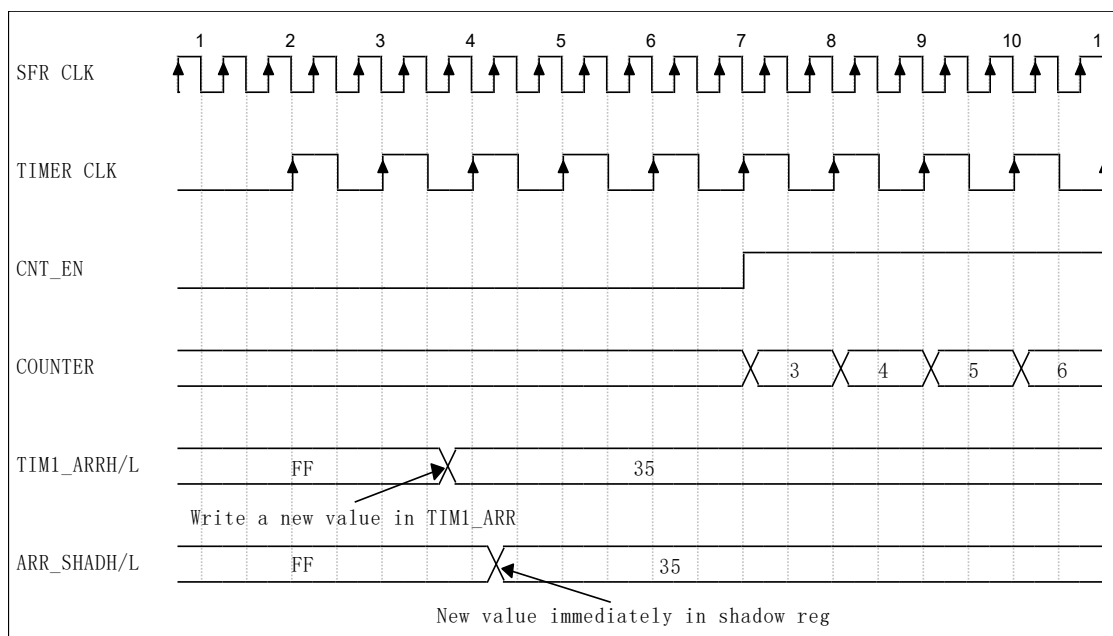 1 2 3 4 5 6 7 8 9 10 1
SFR CLK
TIMER CLK
CNT_EN
COUNTER 3 4 5 6
TIM1_ARRH/L FF 35
Write a new value in TIM1_ARR
ARR_SHADH/L FF 35
New value immediately in shadow reg